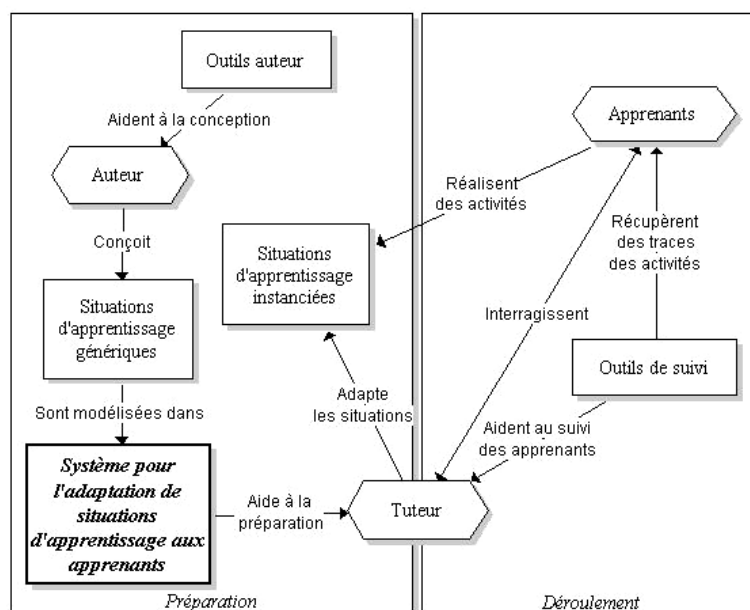 Outils auteur
Aident à la conception
Auteur
Conçoit
Situations
d'apprentissage
génériques
Sont modélisées dans
Système pour
l'adaptation de
situations
d'apprentissage aux
apprenants
Aide à la
préparation
Situations
d'apprentissage
instanciées
Adapte
les situations
Tuteur
Préparation
Apprenants
Réalisent
des activités
Récupèrent
des traces
des activités
Interragissent
Outils de suivi
Aident au suivi
des apprenants
Déroulement